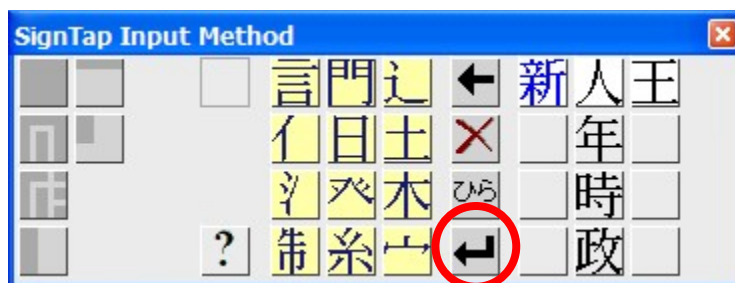 SignTap Input Method
言 門 辶 新 人 王
亻 日 土 年
氵 癶 木 ひら 時
? 糸 宀 政